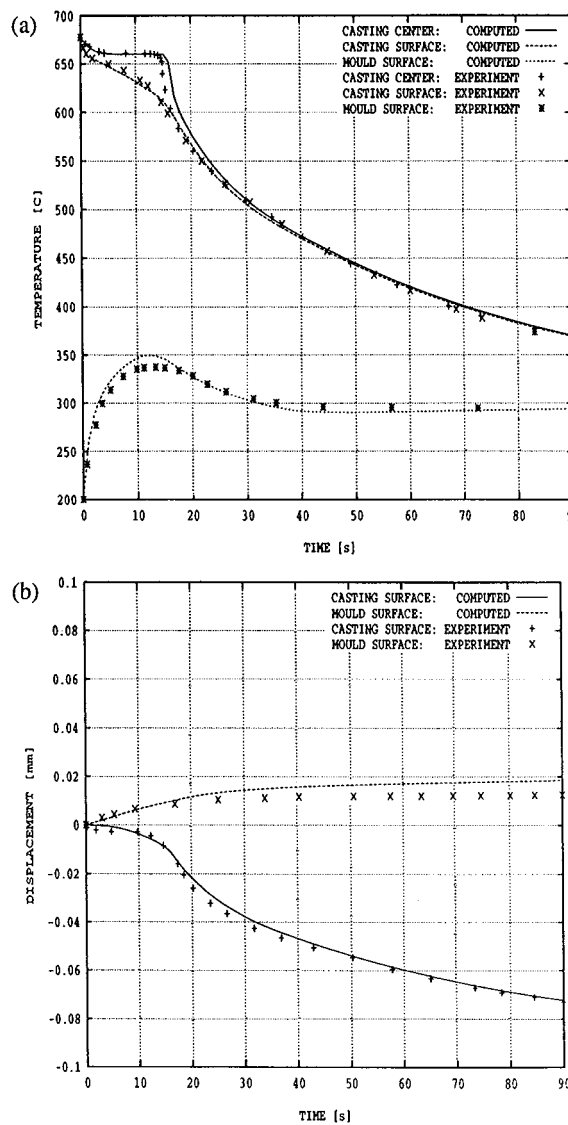 (a)
CASTING CENTER: COMPUTED
CASTING SURFACE: COMPUTED
MOULD SURFACE: COMPUTED
CASTING CENTER: EXPERIMENT +
CASTING SURFACE: EXPERIMENT ×
MOULD SURFACE: EXPERIMENT *
700
650
600
550
500
450
400
350
300
250
200
TEMPERATURE [C]
0 10 20 30 40 50 60 70 80
TIME [s]
(b)
CASTING SURFACE: COMPUTED
MOULD SURFACE: COMPUTED
CASTING SURFACE: EXPERIMENT +
MOULD SURFACE: EXPERIMENT ×
0.1
0.08
0.06
0.04
0.02
0
-0.02
-0.04
-0.06
-0.08
-0.1
DISPLACEMENT [mm]
0 10 20 30 40 50 60 70 80 90
TIME [s]